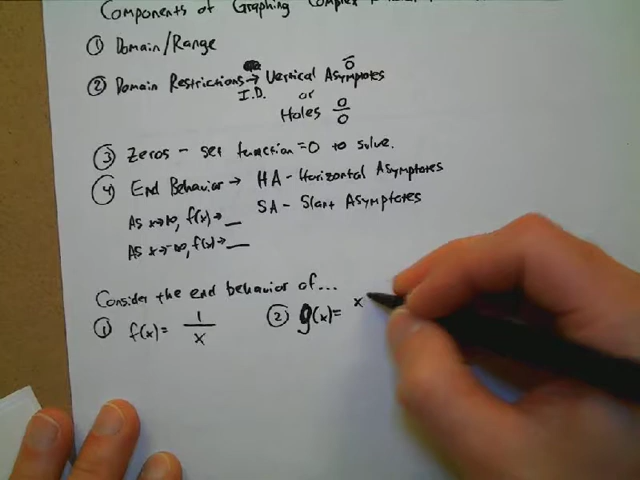 Components of Graphing Complex
① Domain/Range
② Domain Restrictions → Vertical Asymptotes
I.D. or
Holes 0/0
③ Zeros - set function = 0 to solve.
④ End Behavior → HA - Horizontal Asymptotes
As x→∞, f(x)→ __ SA - Slant Asymptotes
As x→-∞, f(x)→ __
Consider the end behavior of...
① f(x) = 1/x ② g(x) = x